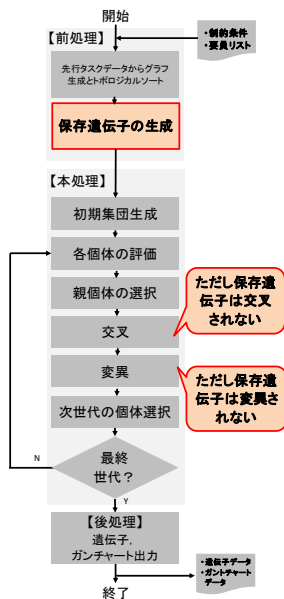 開始
【前処理】
・制約条件
・要員リスト
先行タスクデータからグラフ
生成とトポロジカルソート
保存遺伝子の生成
【本処理】
初期集団生成
各個体の評価
親個体の選択
ただし保存遺
伝子は交叉
されない
交叉
変異
ただし保存遺
伝子は変異さ
れない
次世代の個体選択
N
最終
世代？
Y
【後処理】
遺伝子,
ガンチャート出力
・遺伝子データ
・ガントチャート
データ
終了